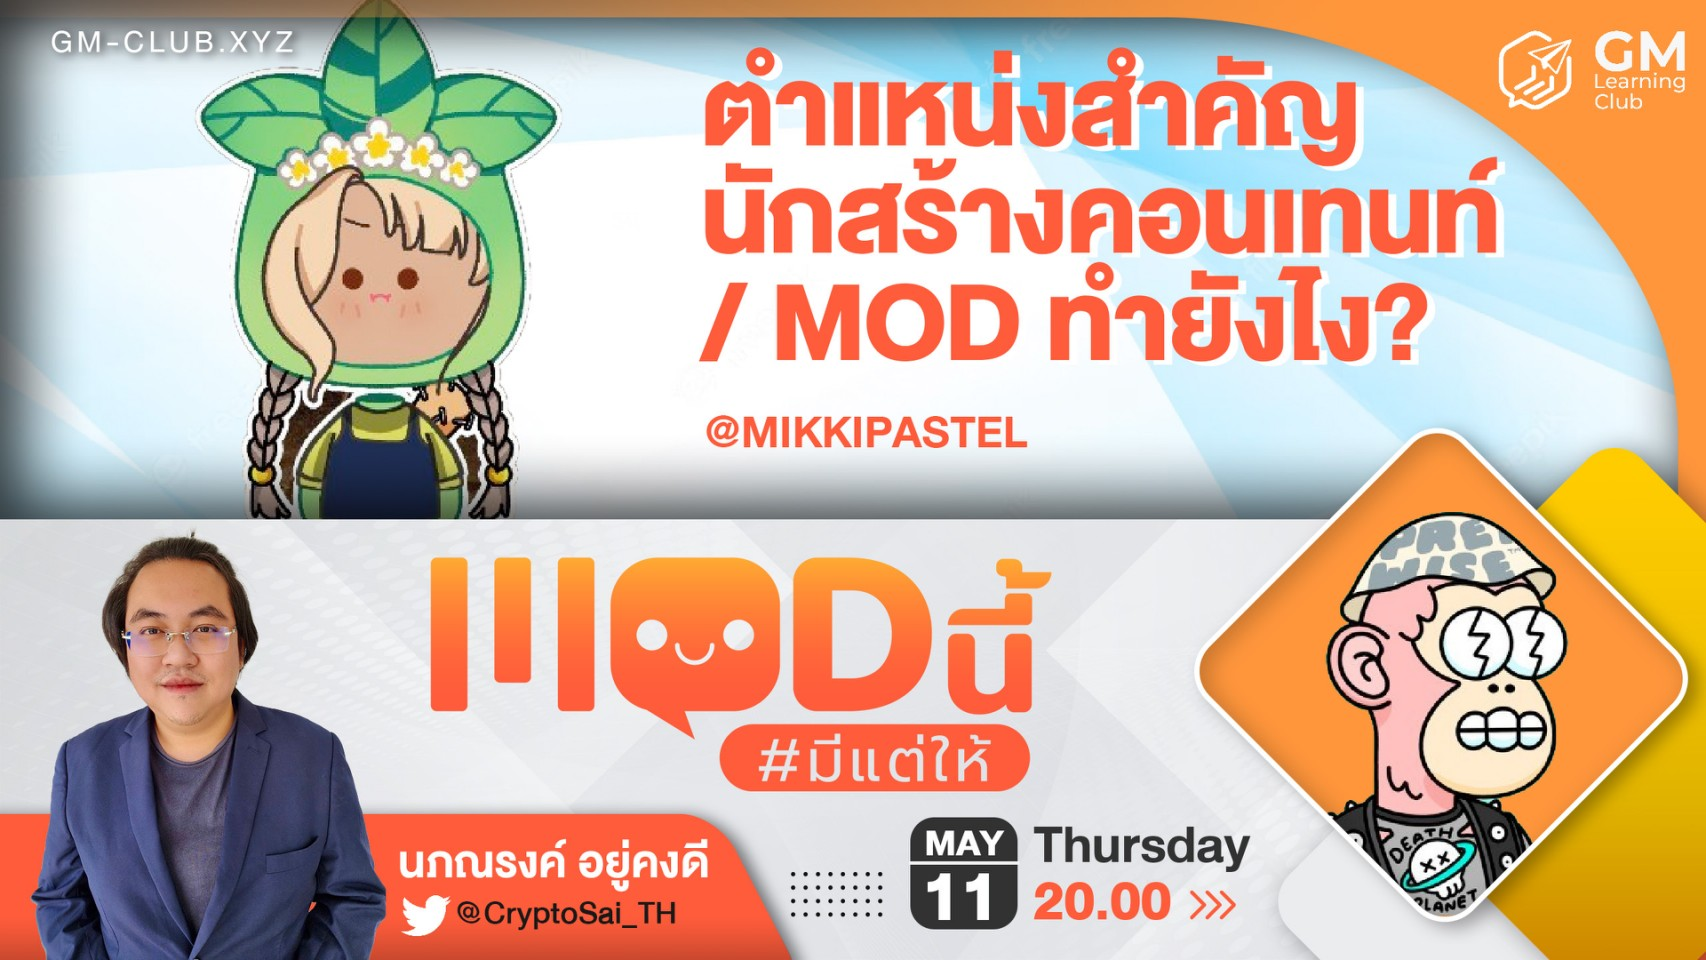 GM-CLUB.XYZ
GM
Learning
Club
ตำแหน่งสำคัญ
นักสร้างคอนเทนท์
/ MOD ทำยังไง?
@MIKKIPASTEL
MODนี้
#มีแต่ให้
นภณรงค์ อยู่คงดี
@CryptoSai_TH
MAY
11
Thursday
20.00
WISE
DEATH
PLANET